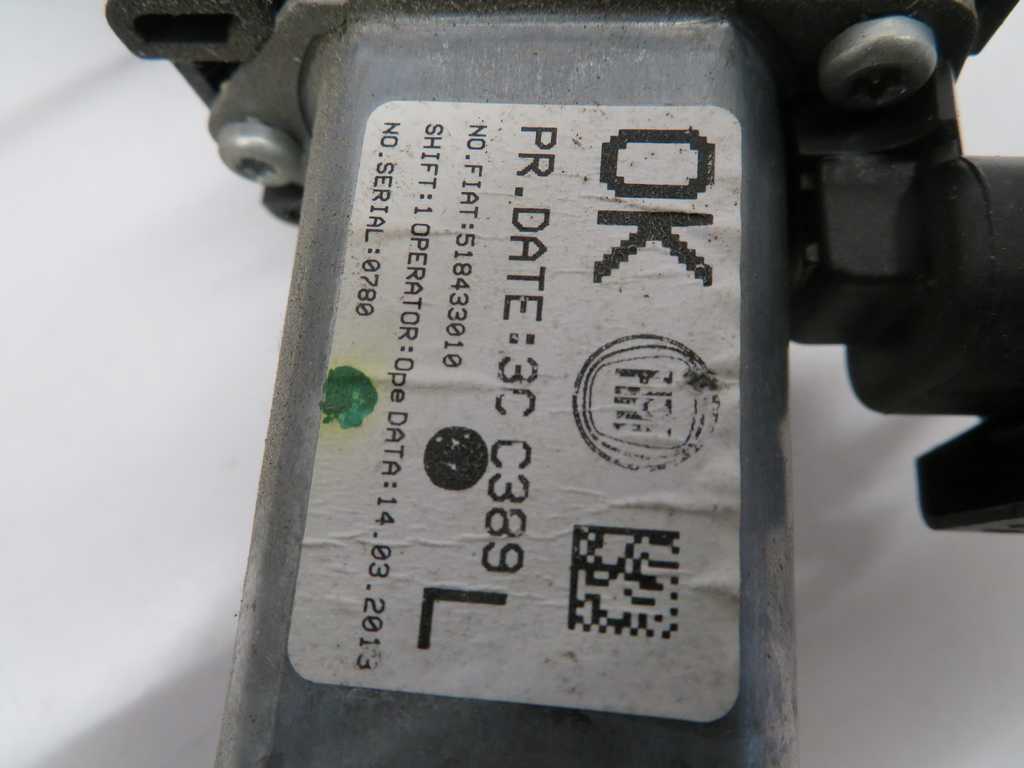 OK
FIAT
PR.DATE:3C C389
NO.FIAT:518433010
L
SHIFT:1 OPERATOR:Ope DATA:14.03.2013
NO.SERIAL:0780